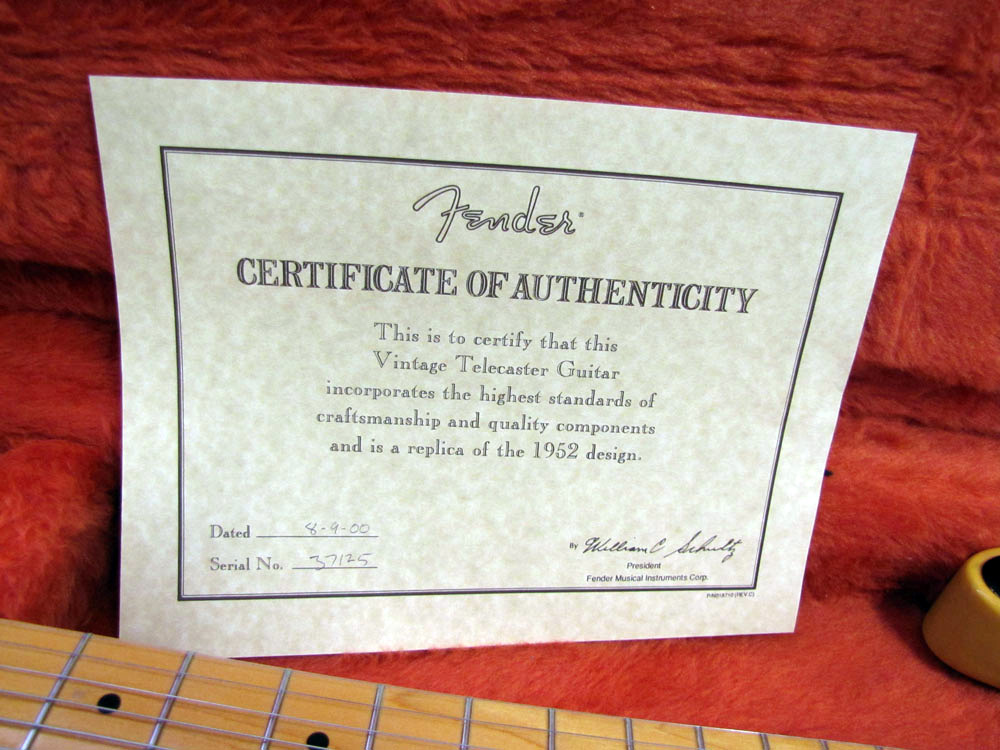 Fender®
CERTIFICATE OF AUTHENTICITY
This is to certify that this
Vintage Telecaster Guitar
incorporates the highest standards of
craftsmanship and quality components
and is a replica of the 1952 design.
Dated 8-9-00
Serial No. 37125
By William C Schultz
President
Fender Musical Instruments Corp.